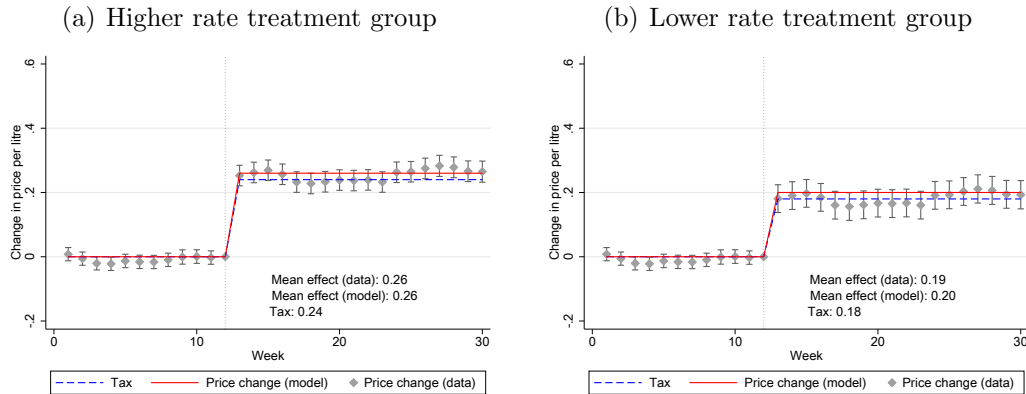 (a) Higher rate treatment group
Change in price per litre
.6
.4
.2
0
-.2
Mean effect (data): 0.26
Mean effect (model): 0.26
Tax: 0.24
0 10 20 30
Week
Tax Price change (model) Price change (data)
(b) Lower rate treatment group
Change in price per litre
.6
.4
.2
0
-.2
Mean effect (data): 0.19
Mean effect (model): 0.20
Tax: 0.18
0 10 20 30
Week
Tax Price change (model) Price change (data)